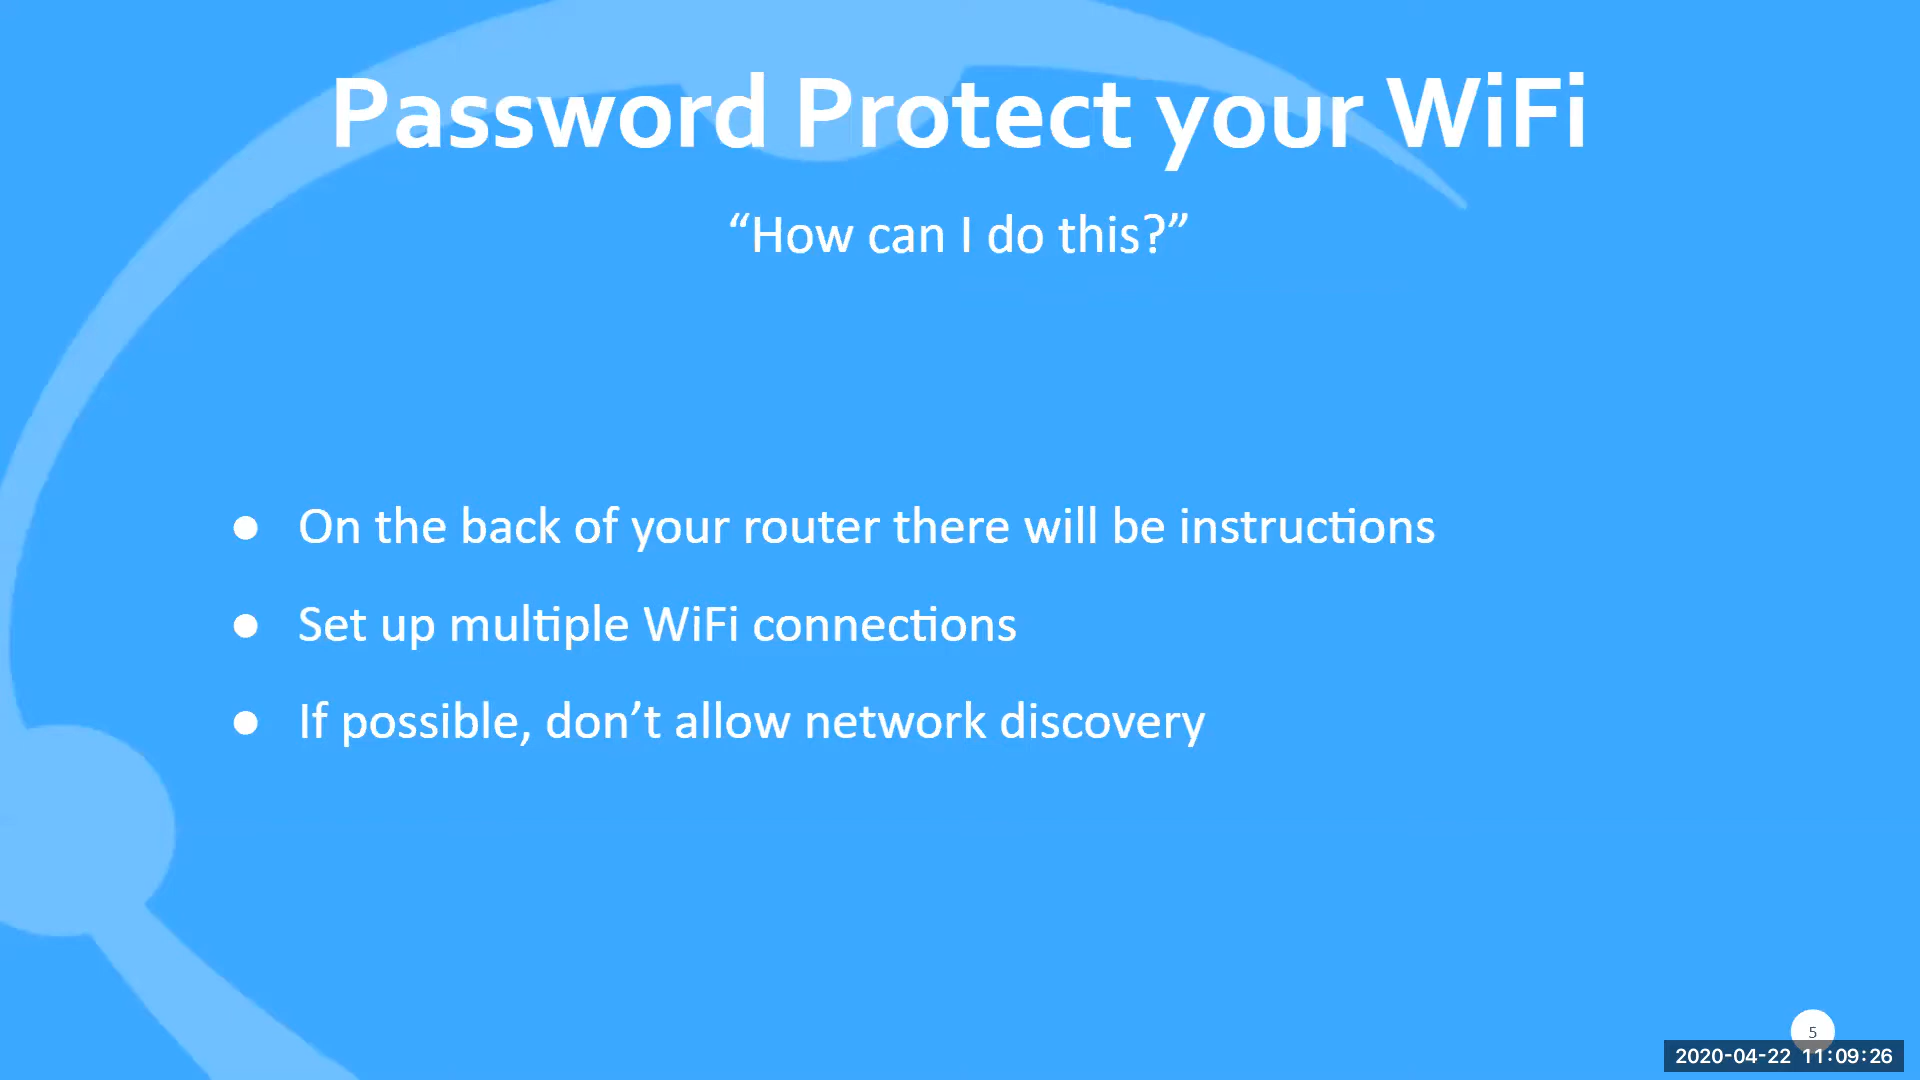 Password Protect your WiFi
“How can I do this?”
● On the back of your router there will be instructions
● Set up multiple WiFi connections
● If possible, don’t allow network discovery
5
2020-04-22 11:09:26